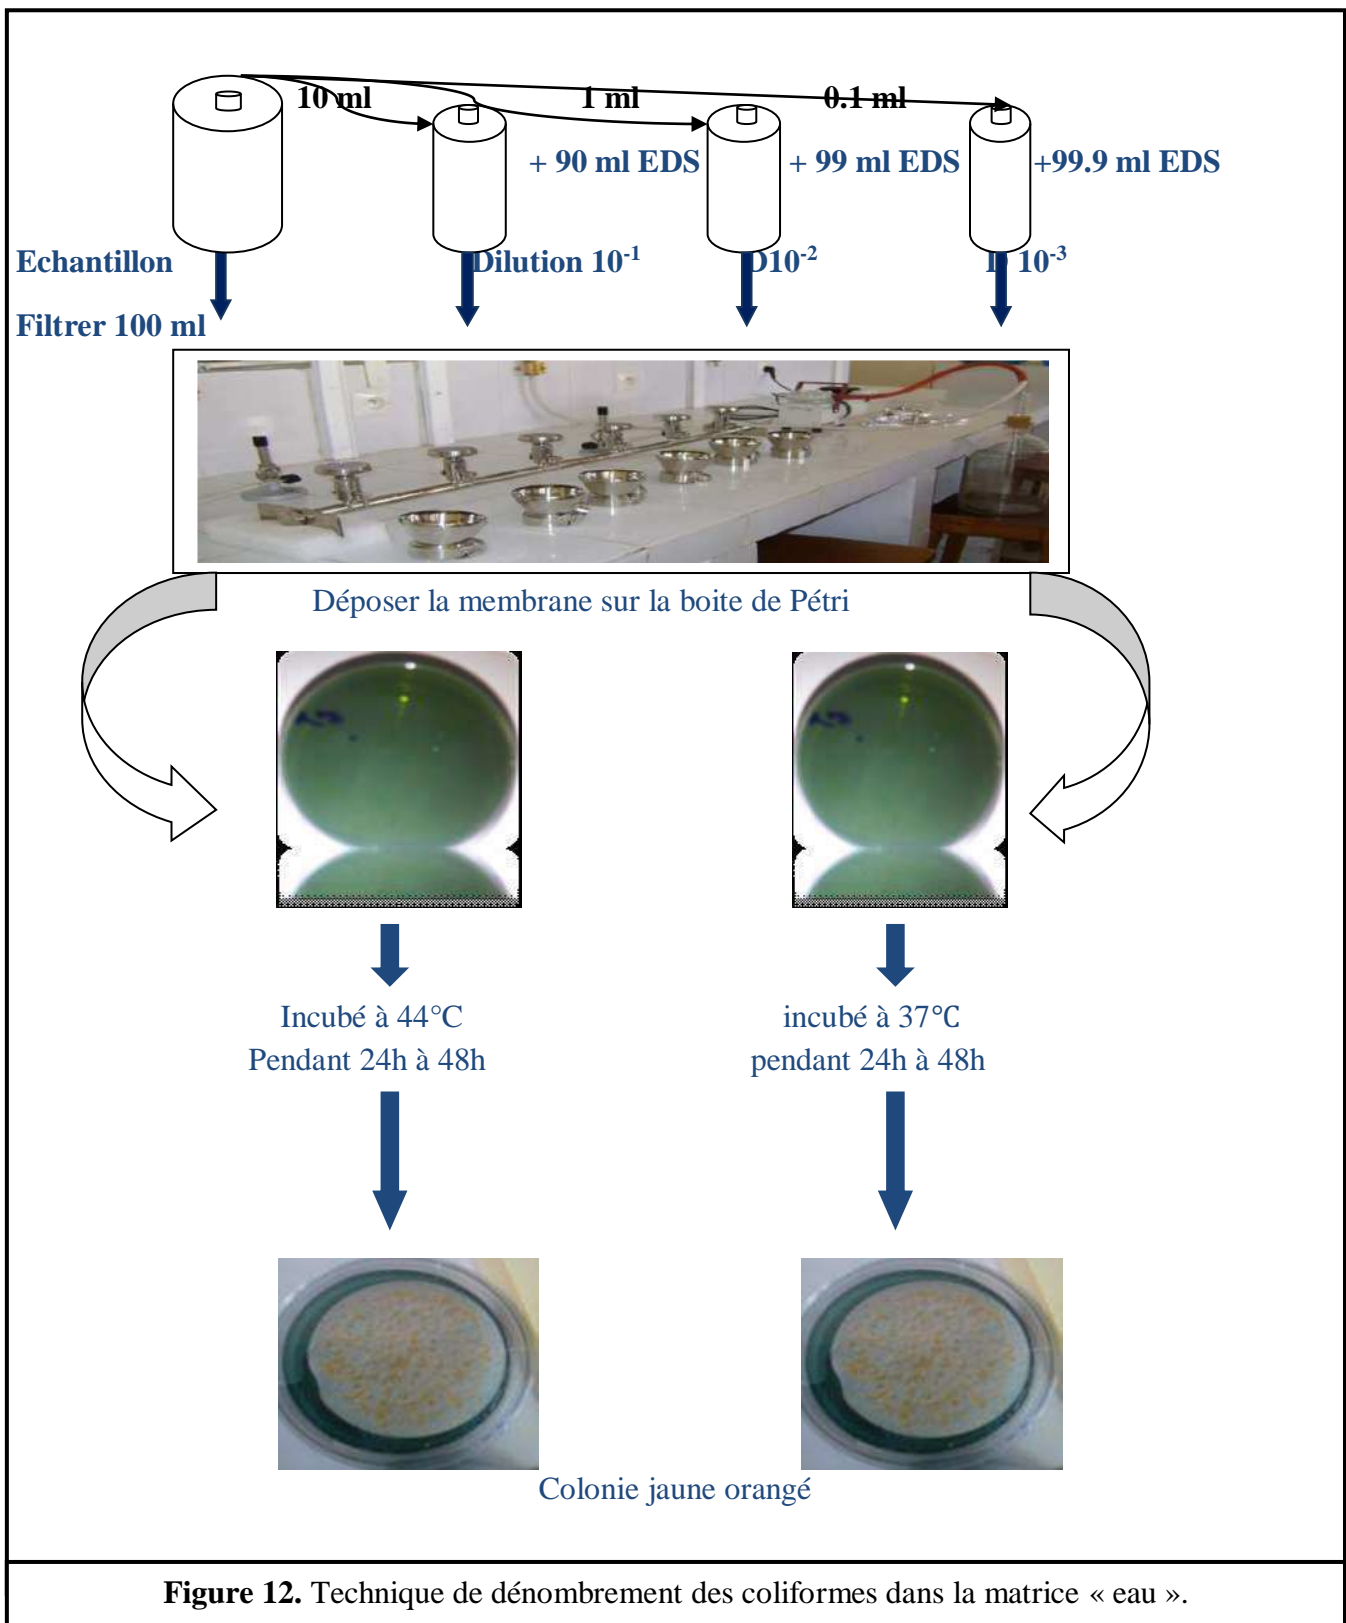 10 ml 1 ml 0.1 ml
+ 90 ml EDS + 99 ml EDS +99.9 ml EDS
Echantillon Dilution 10⁻¹ D10⁻² D 10⁻³
Filtrer 100 ml
Déposer la membrane sur la boite de Pétri
Incubé à 44°C incubé à 37°C
Pendant 24h à 48h pendant 24h à 48h
Colonie jaune orangé
Figure 12. Technique de dénombrement des coliformes dans la matrice « eau ».